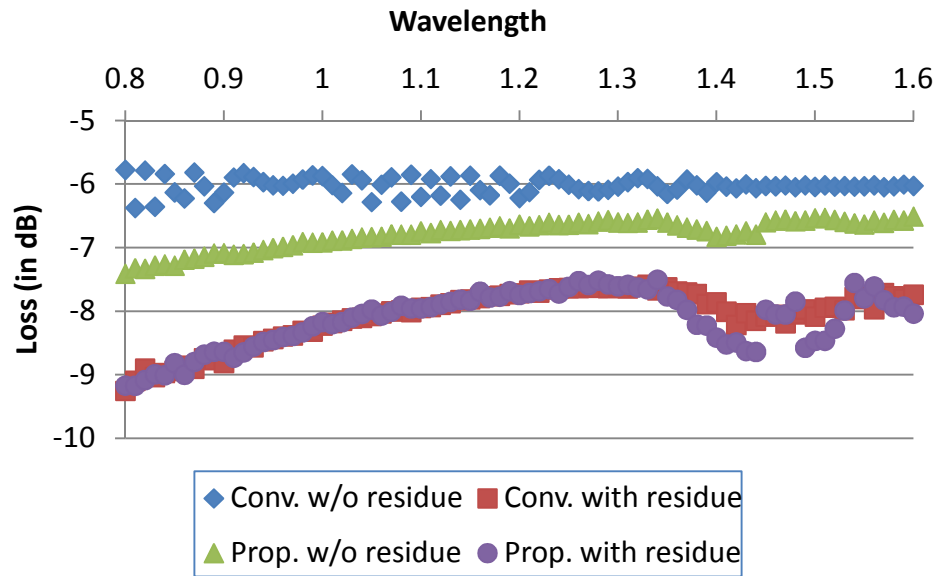 Wavelength
0.8 0.9 1 1.1 1.2 1.3 1.4 1.5 1.6
-5
-6
-7
-8
-9
-10
Loss (in dB)
Conv. w/o residue Conv. with residue
Prop. w/o residue Prop. with residue